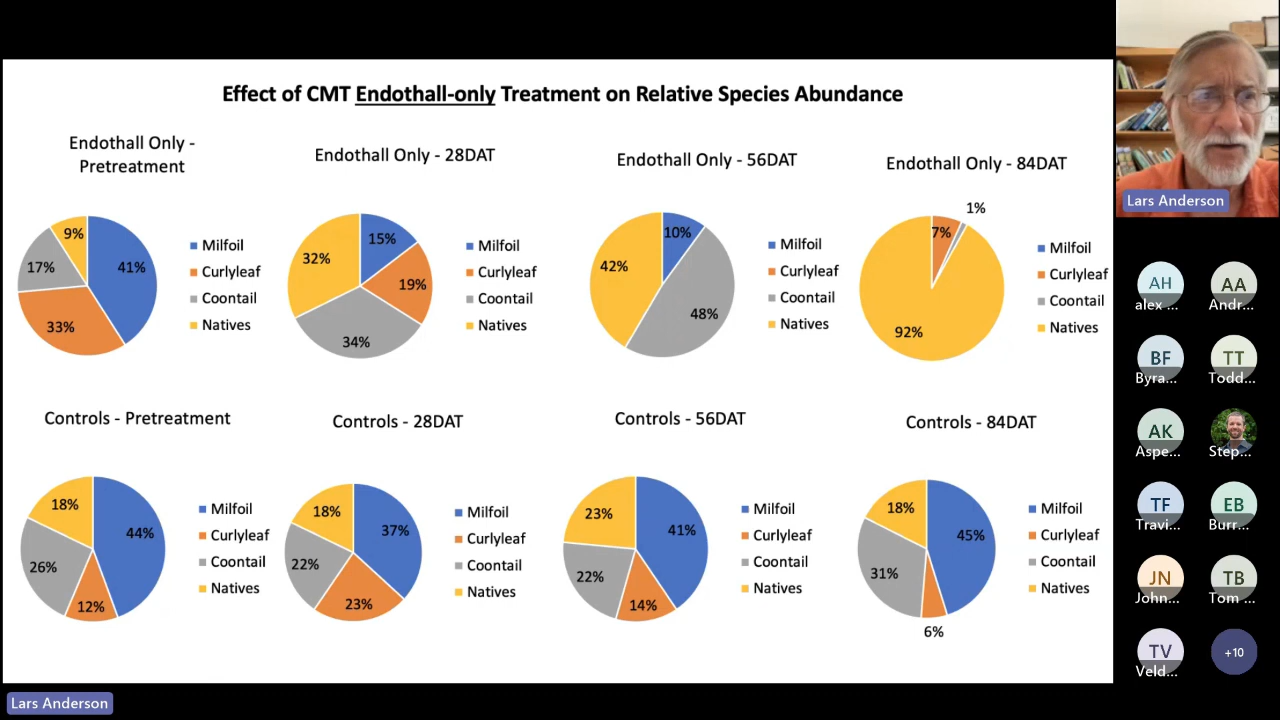 Effect of CMT Endothall-only Treatment on Relative Species Abundance
Endothall Only -
Pretreatment
9%
17%
41%
33%
Milfoil
Curlyleaf
Coontail
Natives
Endothall Only - 28DAT
15%
32%
19%
34%
Milfoil
Curlyleaf
Coontail
Natives
Endothall Only - 56DAT
10%
42%
48%
Milfoil
Curlyleaf
Coontail
Natives
Endothall Only - 84DAT
1%
7%
92%
Milfoil
Curlyleaf
Coontail
Natives
Controls - Pretreatment
18%
44%
26%
12%
Milfoil
Curlyleaf
Coontail
Natives
Controls - 28DAT
18%
37%
22%
23%
Milfoil
Curlyleaf
Coontail
Natives
Controls - 56DAT
23%
41%
22%
14%
Milfoil
Curlyleaf
Coontail
Natives
Controls - 84DAT
18%
45%
31%
6%
Milfoil
Curlyleaf
Coontail
Natives
Lars Anderson
AH
alex ...
AA
Andr...
BF
Byra...
TT
Todd...
AK
Aspe...
Step...
TF
Travi...
EB
Burr...
JN
John...
TB
Tom ...
TV
Veld...
+10
Lars Anderson